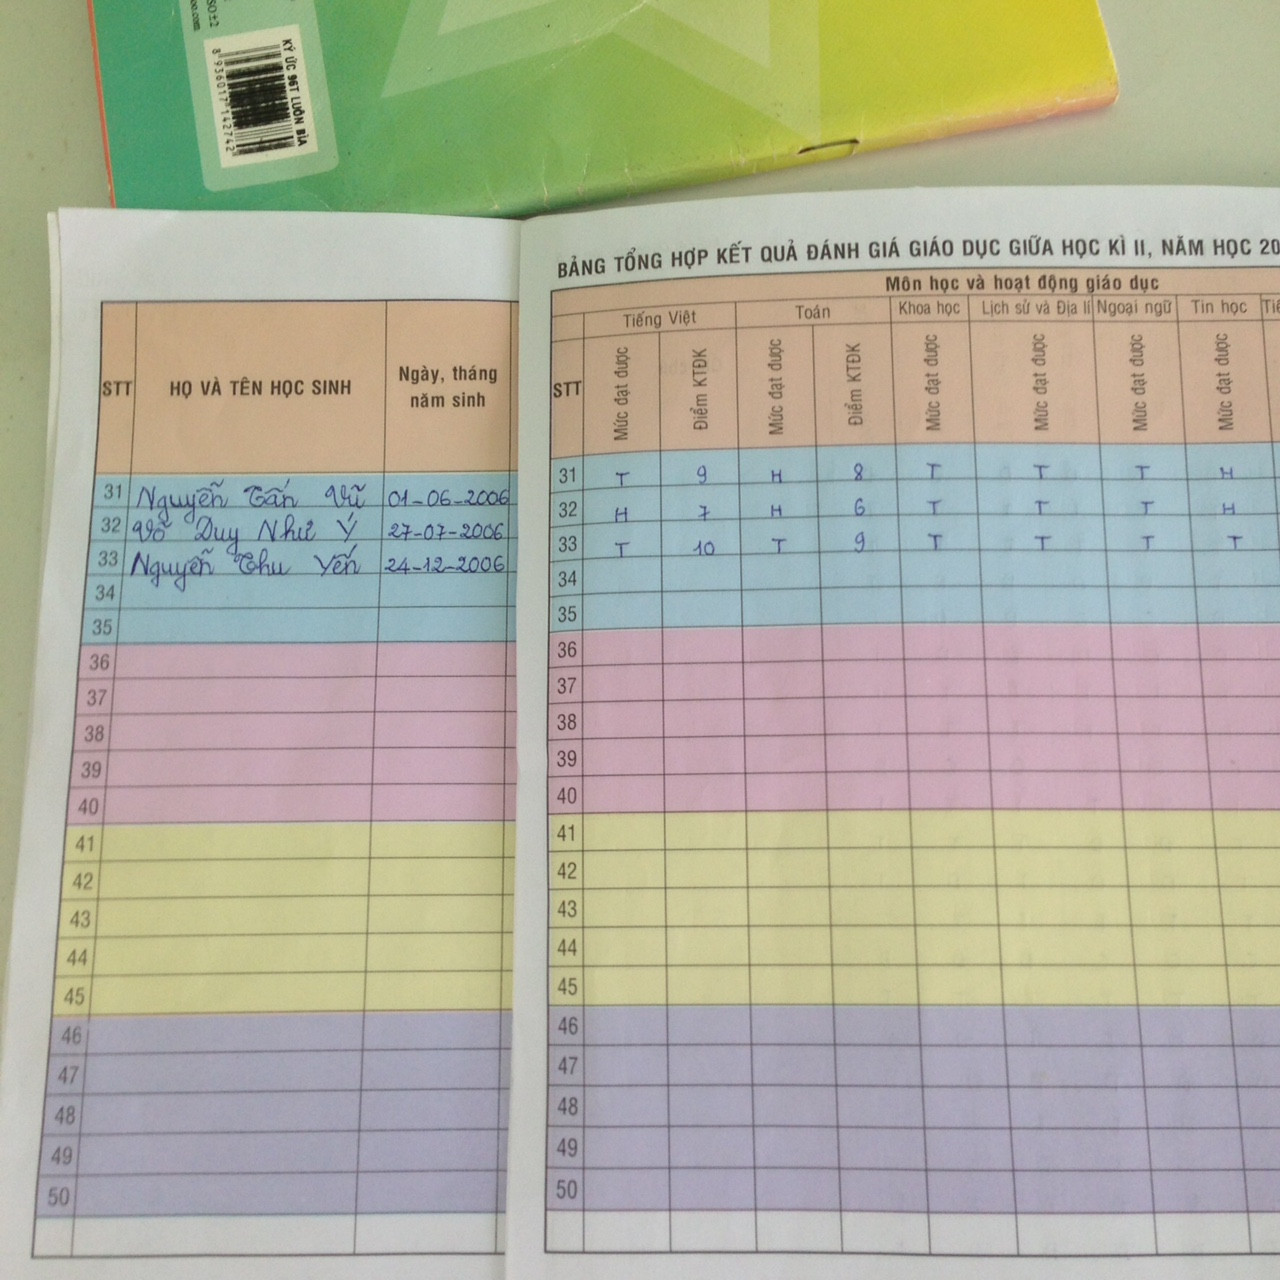 KÝ ỨC 96T LUÔN BÌA
8 936017 142742
BẢNG TỔNG HỢP KẾT QUẢ ĐÁNH GIÁ GIÁO DỤC GIỮA HỌC KÌ II, NĂM HỌC 20
STT HỌ VÀ TÊN HỌC SINH Ngày, tháng năm sinh
31 Nguyễn Tấn Vũ 01-06-2006
32 Võ Duy Như Ý 27-07-2006
33 Nguyễn Thu Yến 24-12-2006
34
35
36
37
38
39
40
41
42
43
44
45
46
47
48
49
50
Môn học và hoạt động giáo dục
Tiếng Việt Toán Khoa học Lịch sử và Địa lí Ngoại ngữ Tin học
STT Mức đạt được Điểm KTĐK Mức đạt được Điểm KTĐK Mức đạt được Mức đạt được Mức đạt được Mức đạt được
31 T 9 H 8 T T T H
32 H 7 H 6 T T T H
33 T 10 T 9 T T T T
34
35
36
37
38
39
40
41
42
43
44
45
46
47
48
49
50